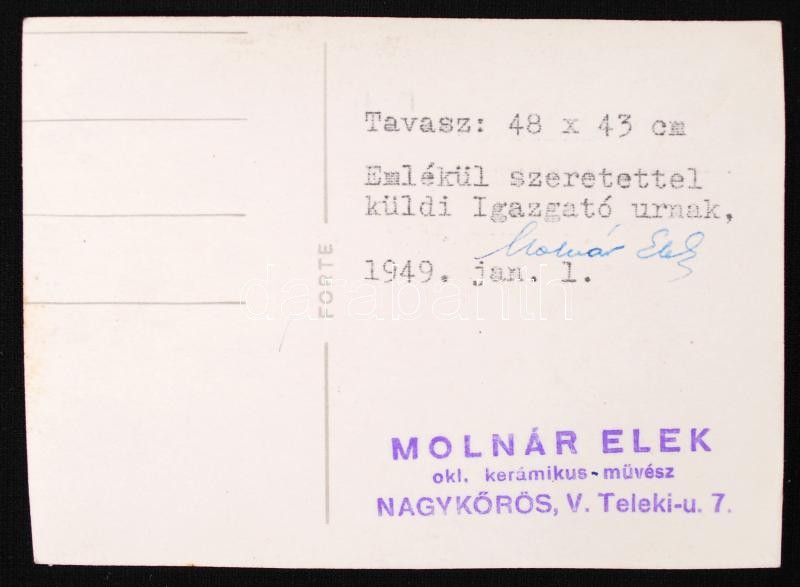 FORTE
Tavasz: 48 x 43 cm
Emlékül szeretettel
küldi Igazgató urnak,
Molnár Elek
1949. jan. 1.
darabanth
MOLNÁR ELEK
okl. kerámikus-művész
NAGYKŐRÖS, V. Teleki-u. 7.